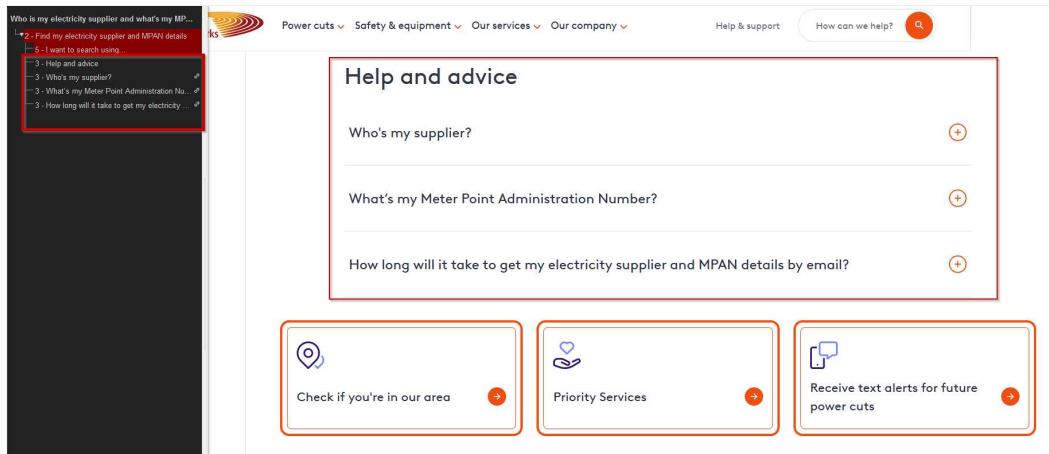 Who is my electricity supplier and what's my MP...
2 - Find my electricity supplier and MPAN details
5 - I want to search using...
3 - Help and advice
3 - Who's my supplier?
3 - What's my Meter Point Administration Nu...
3 - How long will it take to get my electricity ...
ks
Power cuts
Safety & equipment
Our services
Our company
Help & support
How can we help?
Help and advice
Who's my supplier?
What's my Meter Point Administration Number?
How long will it take to get my electricity supplier and MPAN details by email?
Check if you're in our area
Priority Services
Receive text alerts for future
power cuts